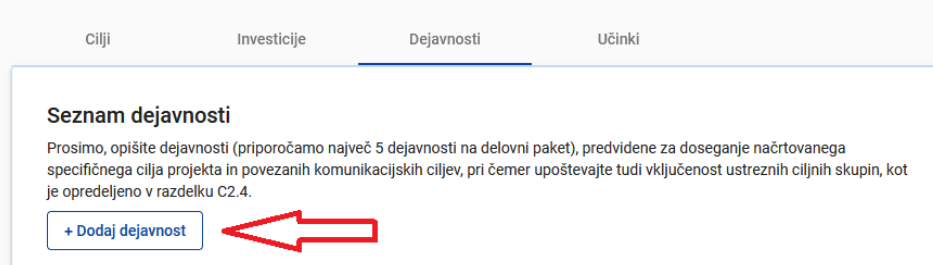 Cilji Investicije Dejavnosti Učinki
Seznam dejavnosti
Prosimo, opišite dejavnosti (priporočamo največ 5 dejavnosti na delovni paket), predvidene za doseganje načrtovanega
specifičnega cilja projekta in povezanih komunikacijskih ciljev, pri čemer upoštevajte tudi vključenost ustreznih ciljnih skupin, kot
je opredeljeno v razdelku C2.4.
+ Dodaj dejavnost